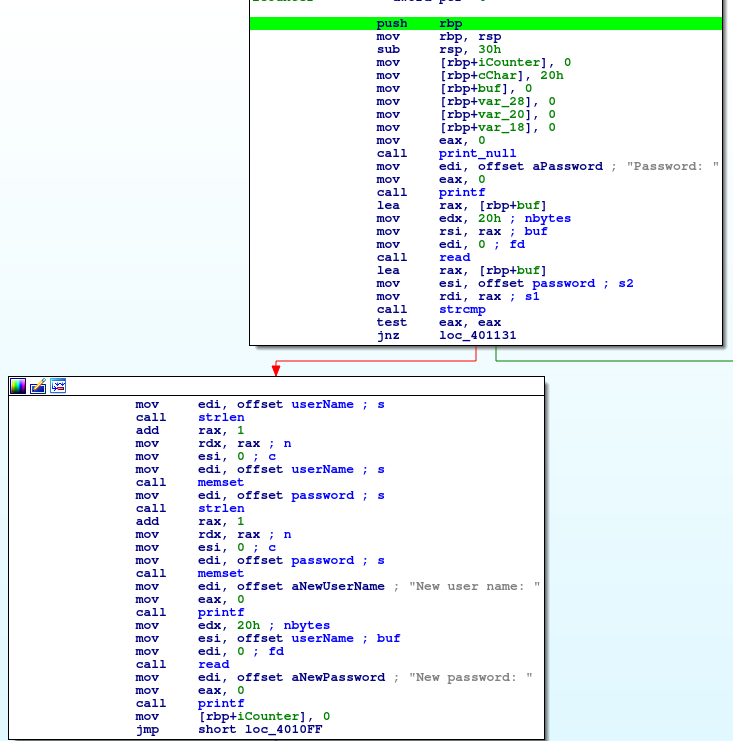 push rbp
mov rbp, rsp
sub rsp, 30h
mov [rbp+iCounter], 0
mov [rbp+cChar], 20h
mov [rbp+buf], 0
mov [rbp+var_28], 0
mov [rbp+var_20], 0
mov [rbp+var_18], 0
mov eax, 0
call print_null
mov edi, offset aPassword ; "Password: "
mov eax, 0
call printf
lea rax, [rbp+buf]
mov edx, 20h ; nbytes
mov rsi, rax ; buf
mov edi, 0 ; fd
call read
lea rax, [rbp+buf]
mov esi, offset password ; s2
mov rdi, rax ; s1
call strcmp
test eax, eax
jnz loc_401131
mov edi, offset userName ; s
call strlen
add rax, 1
mov rdx, rax ; n
mov esi, 0 ; c
mov edi, offset userName ; s
call memset
mov edi, offset password ; s
call strlen
add rax, 1
mov rdx, rax ; n
mov esi, 0 ; c
mov edi, offset password ; s
call memset
mov edi, offset aNewUserName ; "New user name: "
mov eax, 0
call printf
mov edx, 20h ; nbytes
mov esi, offset userName ; buf
mov edi, 0 ; fd
call read
mov edi, offset aNewPassword ; "New password: "
mov eax, 0
call printf
mov [rbp+iCounter], 0
jmp short loc_4010FF